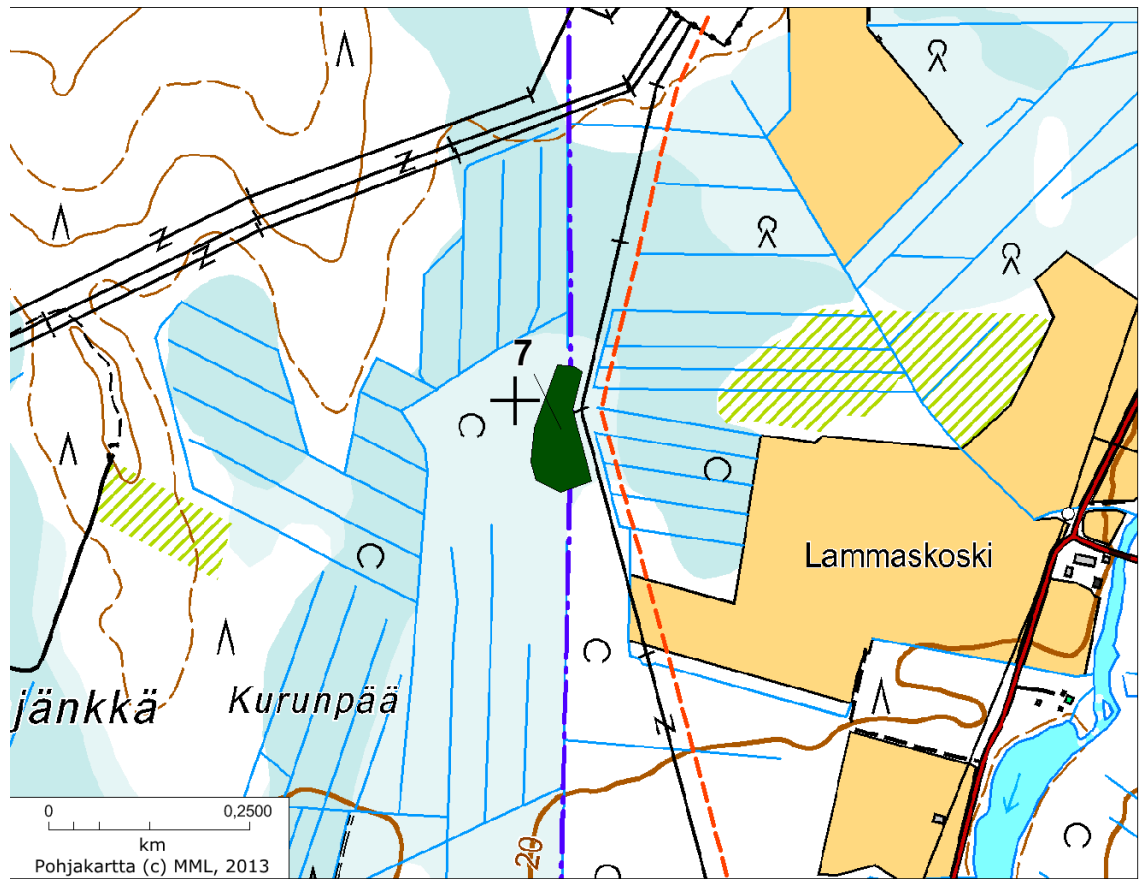 7
Lammaskoski
jänkkä
Kurunpää
20
0 0,2500
km
Pohjakartta (c) MML, 2013